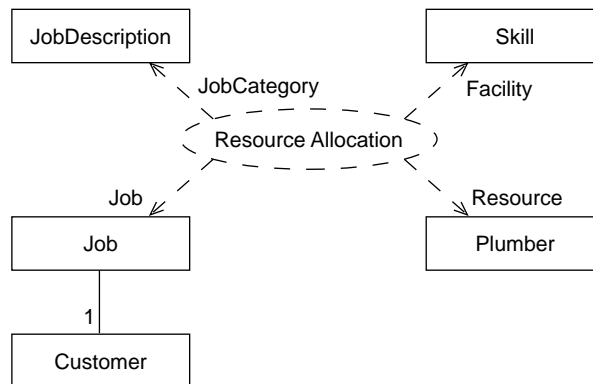 JobDescription
Skill
JobCategory
Facility
Resource Allocation
Job
Resource
Job
Plumber
1
Customer